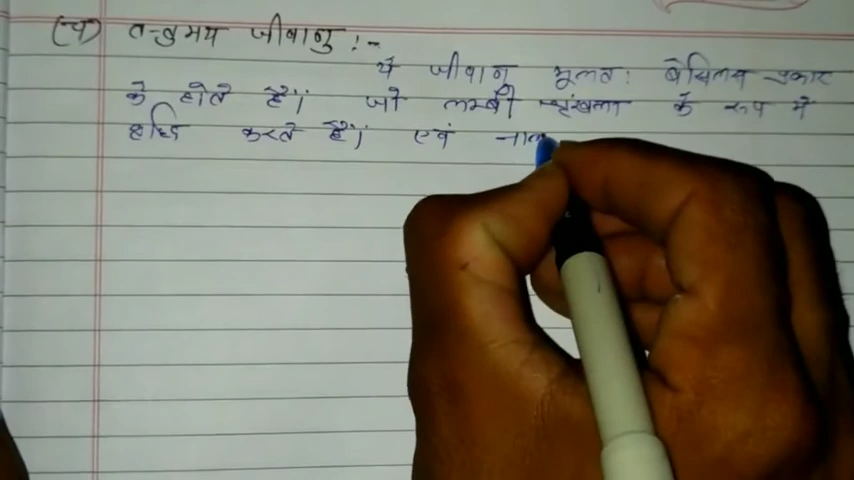 (च) तन्तुमय जीवाणु :-
ये जीवाणु मूलतः बेसिलस प्रकार
के होते हैं। जो लम्बी श्रृंखला के रूप में
वृद्धि करते हैं। एवं नाल